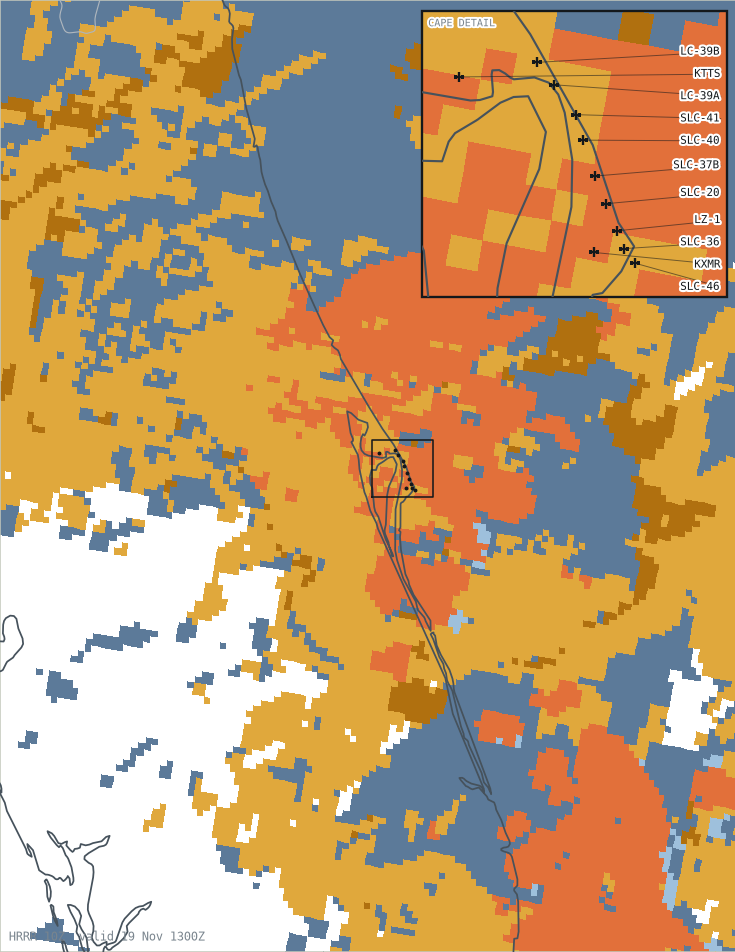 CAPE DETAIL
LC-39B
KTTS
LC-39A
SLC-41
SLC-40
SLC-37B
SLC-20
LZ-1
SLC-36
KXMR
SLC-46
valid 19 Nov 1300Z